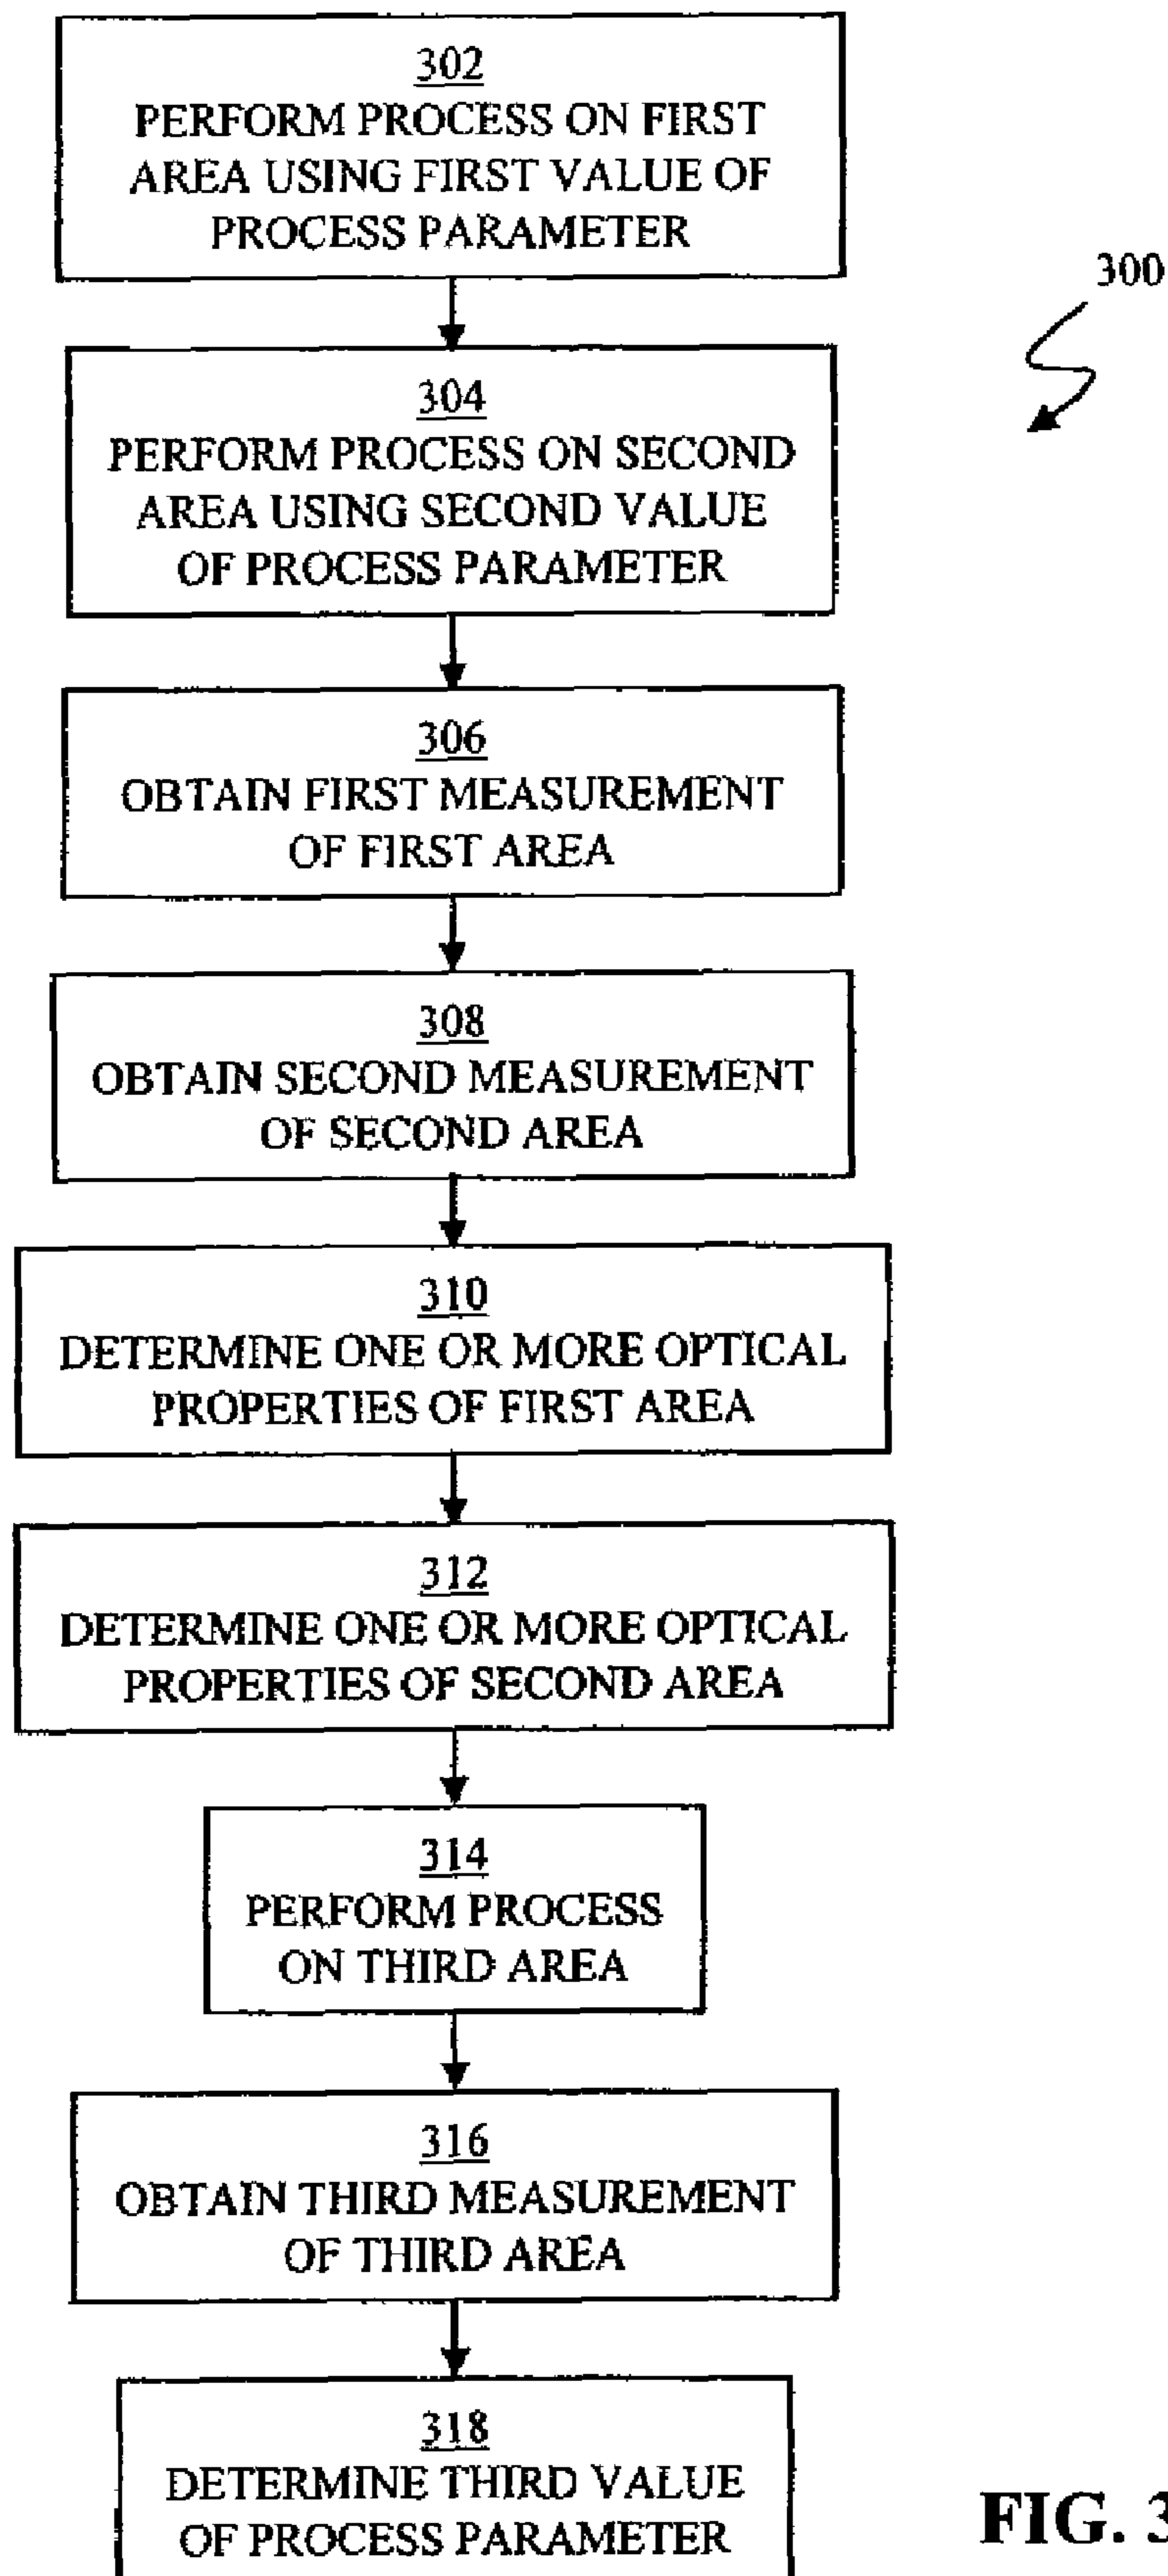 302
PERFORM PROCESS ON FIRST
AREA USING FIRST VALUE OF
PROCESS PARAMETER
300
304
PERFORM PROCESS ON SECOND
AREA USING SECOND VALUE
OF PROCESS PARAMETER
306
OBTAIN FIRST MEASUREMENT
OF FIRST AREA
308
OBTAIN SECOND MEASUREMENT
OF SECOND AREA
310
DETERMINE ONE OR MORE OPTICAL
PROPERTIES OF FIRST AREA
312
DETERMINE ONE OR MORE OPTICAL
PROPERTIES OF SECOND AREA
314
PERFORM PROCESS
ON THIRD AREA
316
OBTAIN THIRD MEASUREMENT
OF THIRD AREA
318
DETERMINE THIRD VALUE
OF PROCESS PARAMETER
FIG. 3